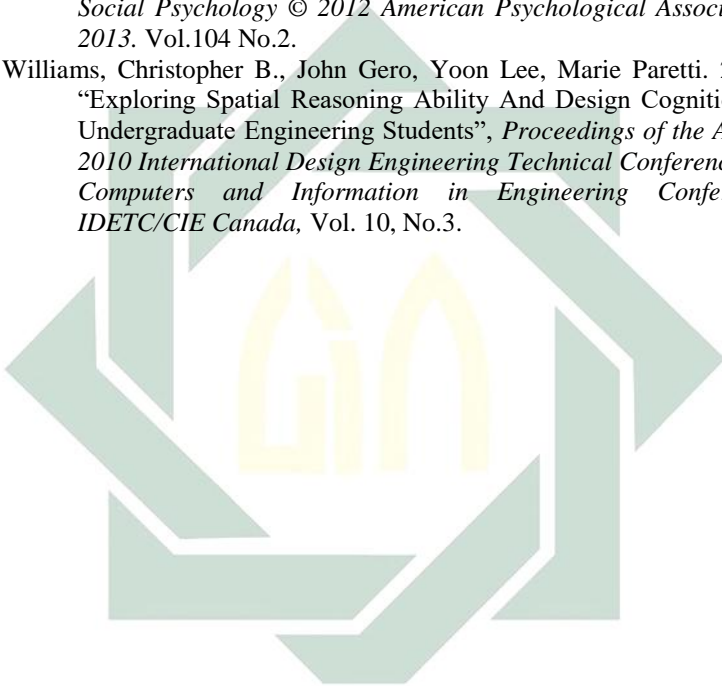 Social Psychology © 2012 American Psychological Associ
2013. Vol.104 No.2.
Williams, Christopher B., John Gero, Yoon Lee, Marie Paretti.
“Exploring Spatial Reasoning Ability And Design Cogniti
Undergraduate Engineering Students”, Proceedings of the A
2010 International Design Engineering Technical Conferenc
Computers and Information in Engineering Confe
IDETC/CIE Canada, Vol. 10, No.3.